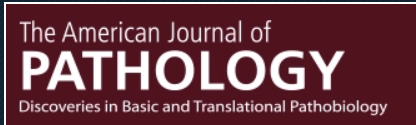 The American Journal of
PATHOLOGY
Discoveries in Basic and Translational Pathobiology